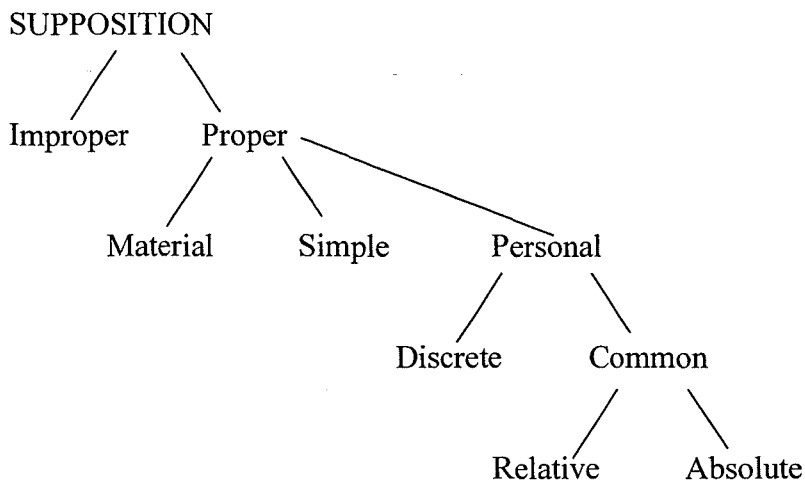 SUPPOSITION
Improper Proper
Material Simple Personal
Discrete Common
Relative Absolute